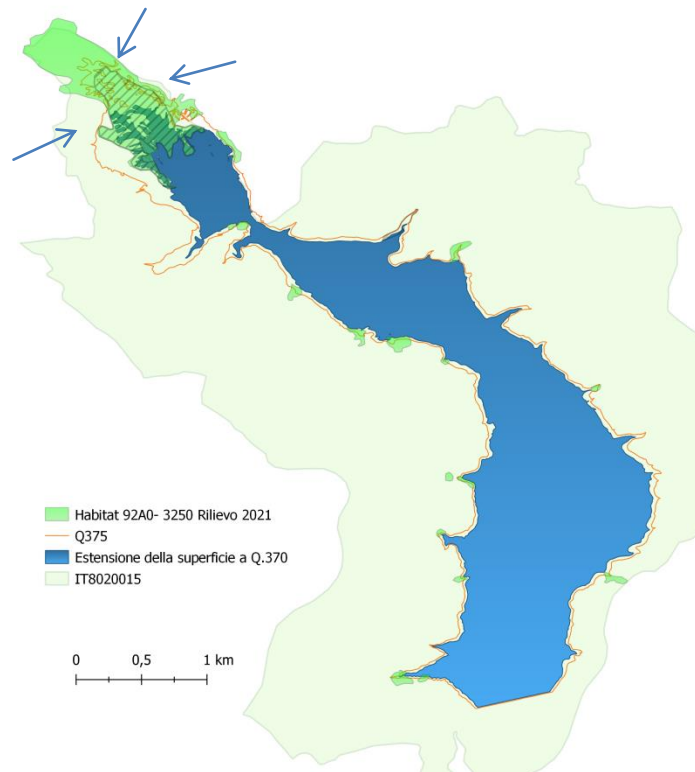 Habitat 92A0- 3250 Rilievo 2021
Q375
Estensione della superficie a Q.370
IT8020015
0 0,5 1 km